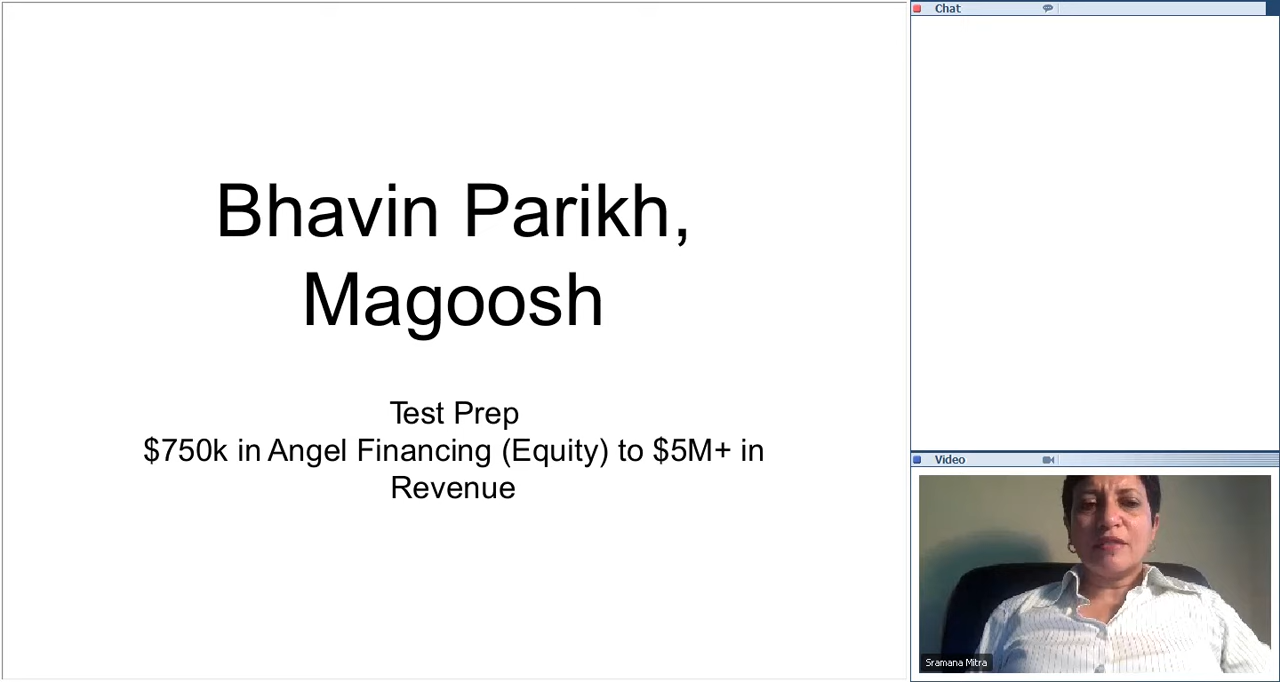 Bhavin Parikh,
Magoosh
Test Prep
$750k in Angel Financing (Equity) to $5M+ in
Revenue
Chat
Video
Sramana Mitra